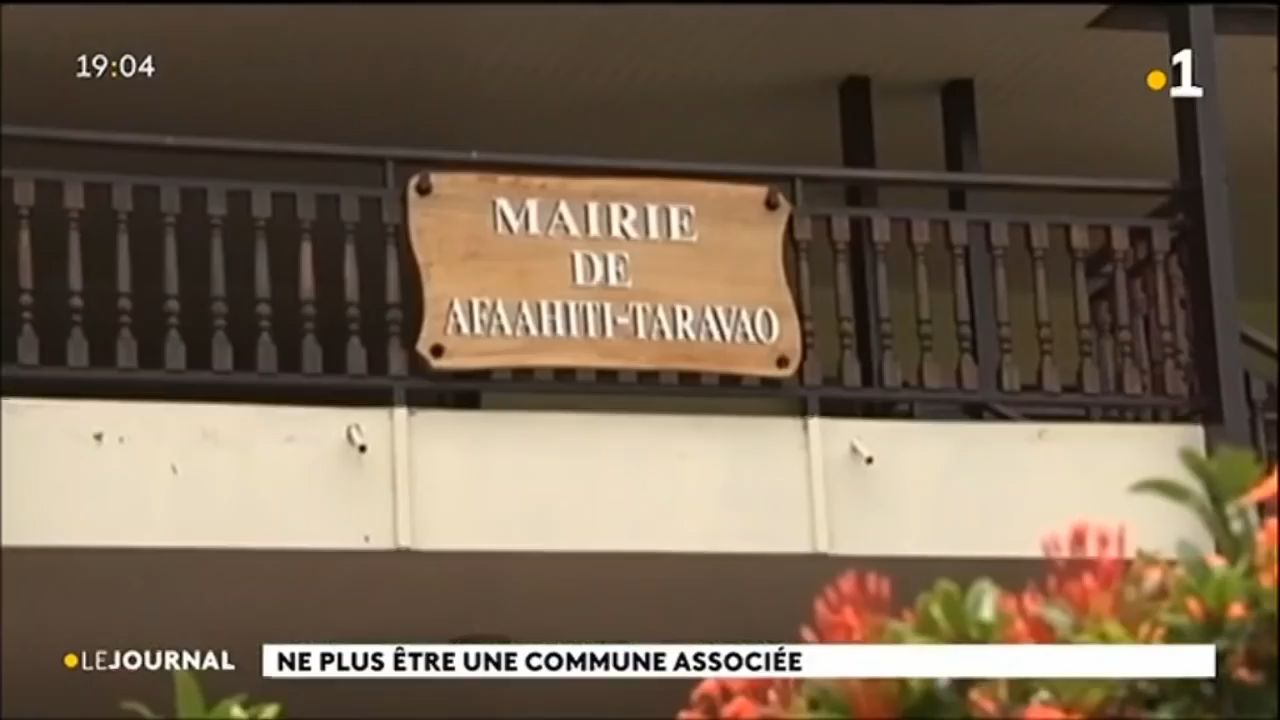 19:04
1
MAIRIE
DE
AFAAHITI-TARAVAO
LEJOURNAL
NE PLUS ÊTRE UNE COMMUNE ASSOCIÉE